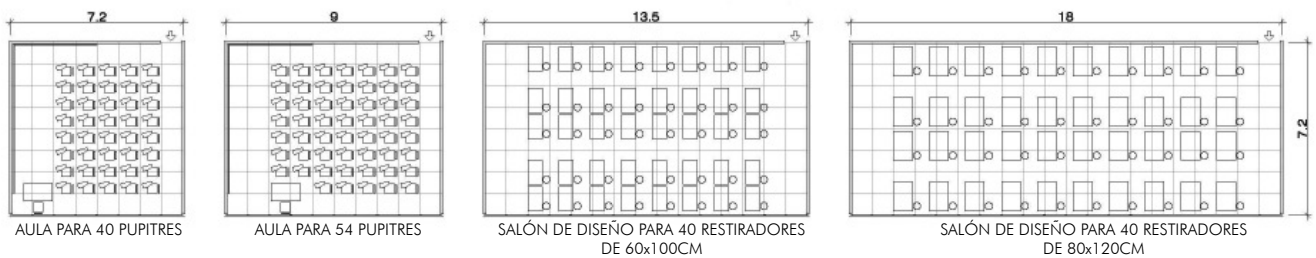 7.2
9
13.5
18
7.2
AULA PARA 40 PUPITRES
AULA PARA 54 PUPITRES
SALÓN DE DISEÑO PARA 40 RESTIRADORES
DE 60x100CM
SALÓN DE DISEÑO PARA 40 RESTIRADORES
DE 80x120CM